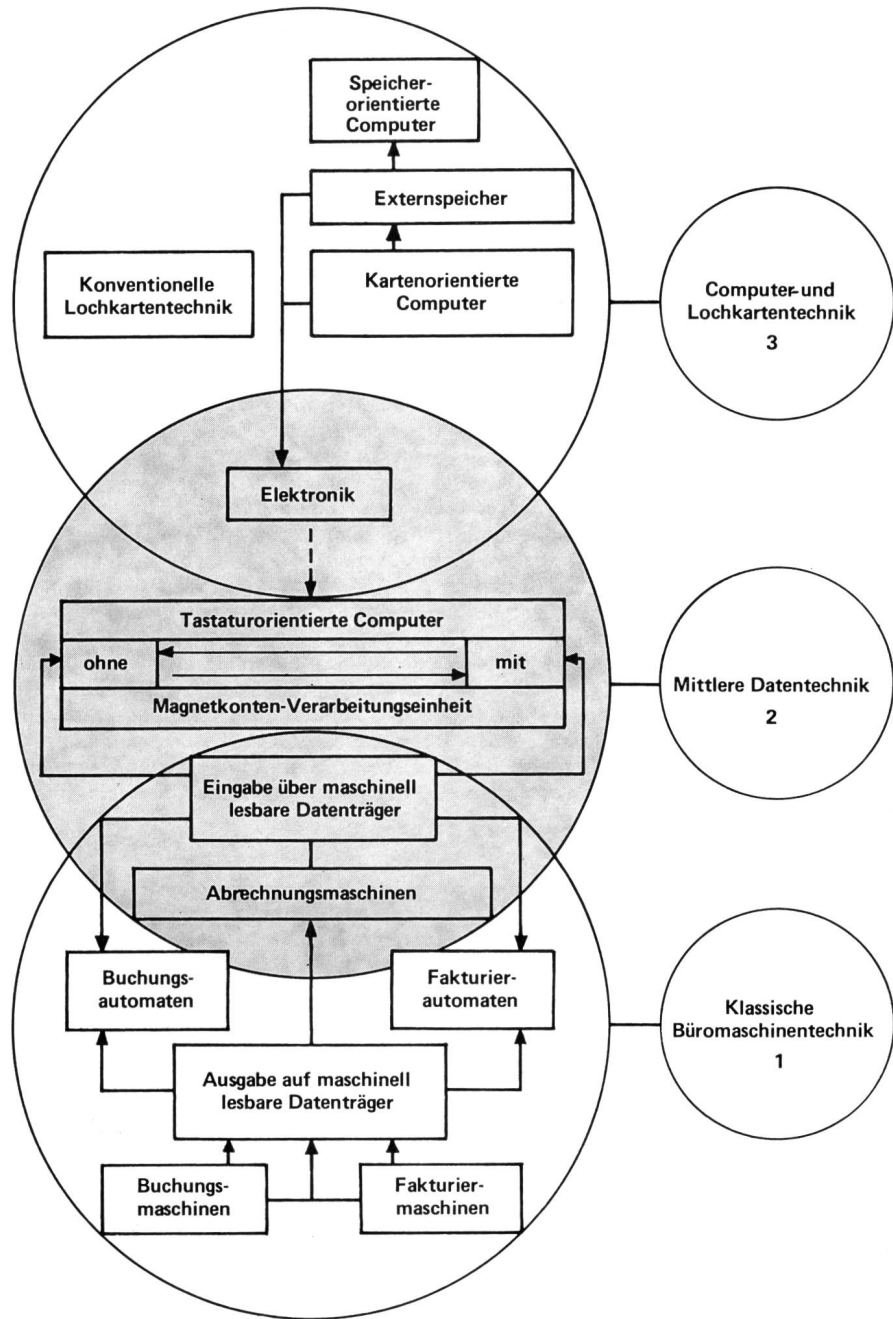 Speicher-
orientierte
Computer
Externspeicher
Konventionelle
Lochkartentechnik
Kartenorientierte
Computer
Computer-und
Lochkartentechnik
3
Elektronik
Tastaturorientierte Computer
ohne
mit
Magnetkonten-Verarbeitungseinheit
Mittlere Datentechnik
2
Eingabe über maschinell
lesbare Datenträger
Abrechnungsmaschinen
Buchungs-
automaten
Fakturier-
automaten
Klassische
Büromaschinentechnik
1
Ausgabe auf maschinell
lesbare Datenträger
Buchungs-
maschinen
Fakturier-
maschinen